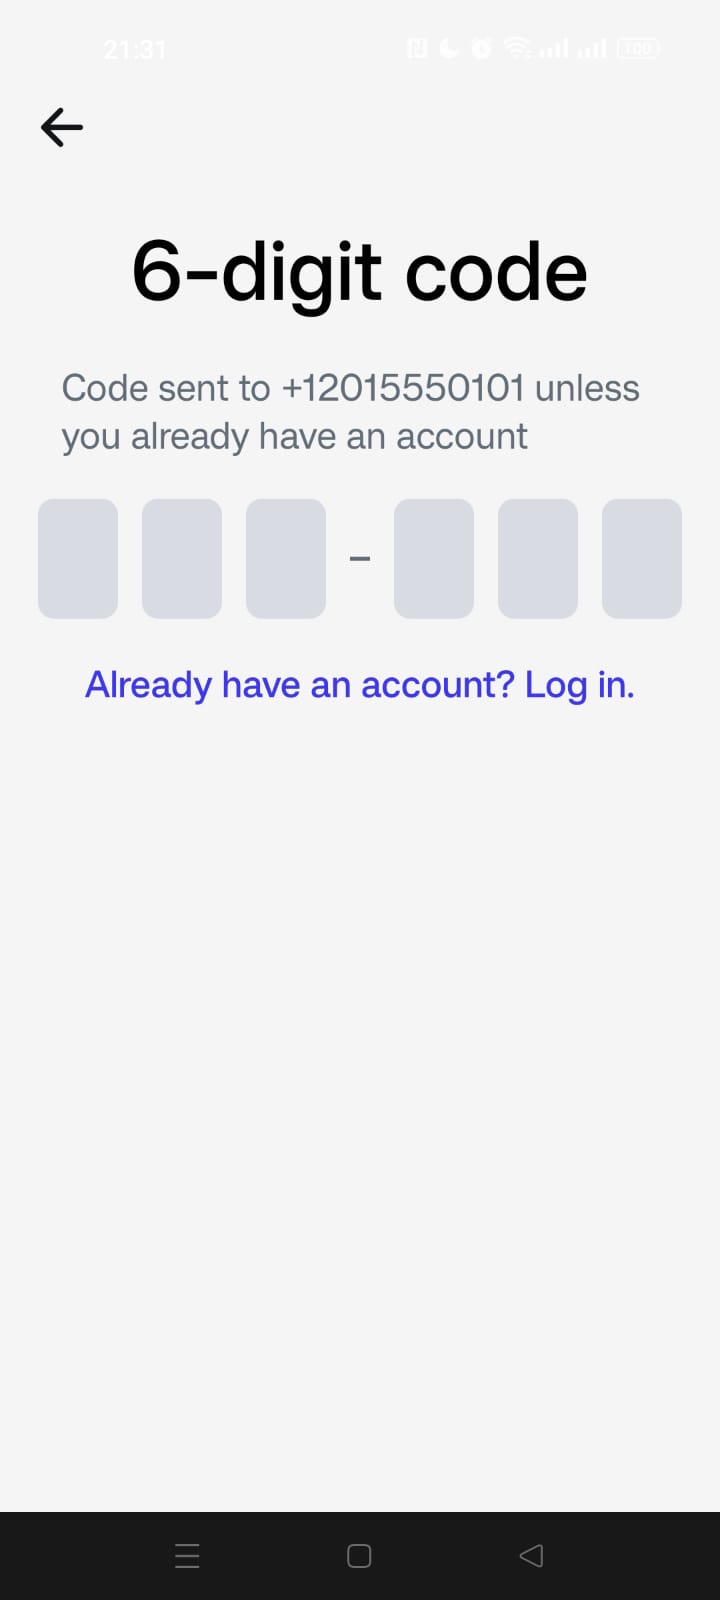 21:31
100
6-digit code
Code sent to +12015550101 unless
you already have an account
–
Already have an account? Log in.